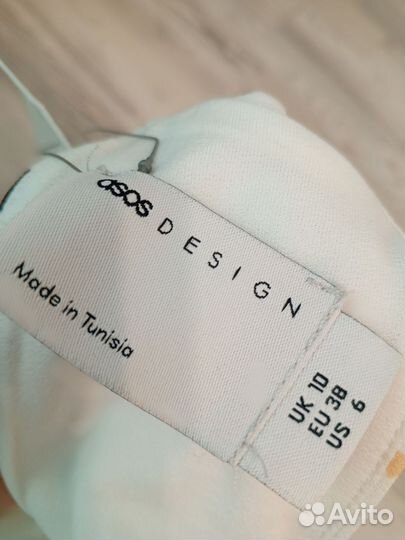 asos DESIGN
Made in Tunisia
UK 10
EU 38
US 6
Avito